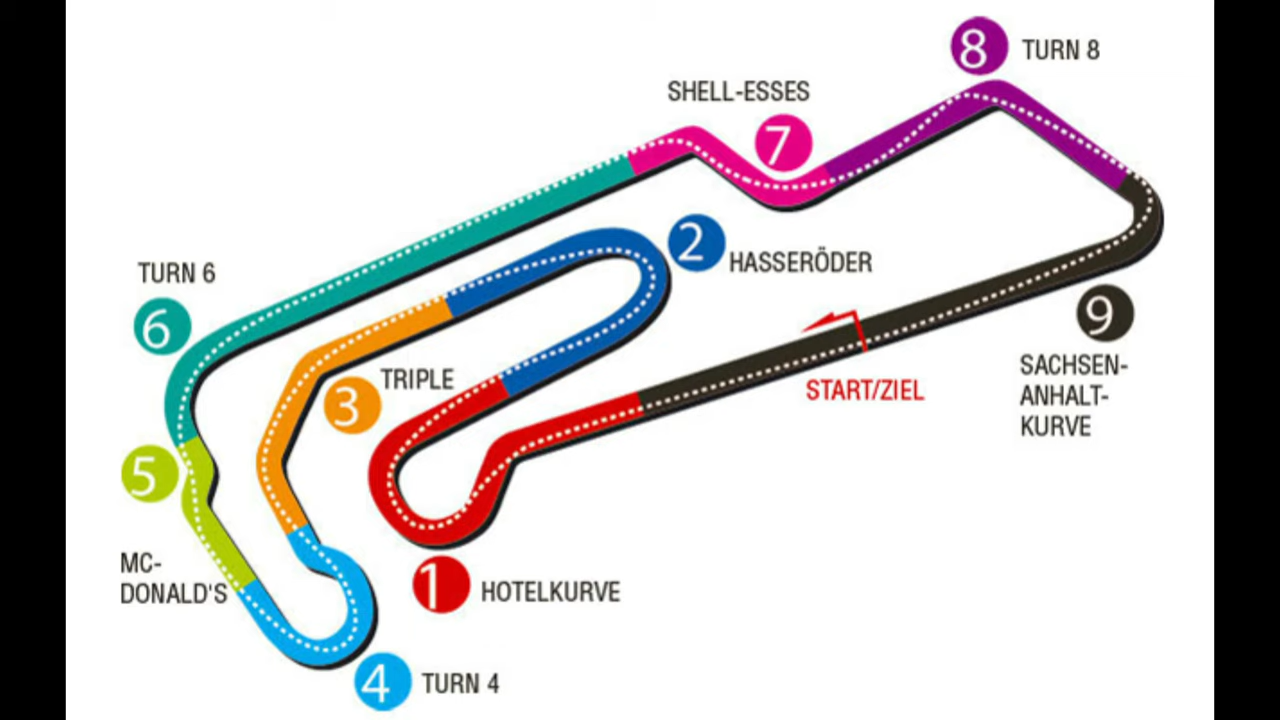 8
TURN 8
SHELL-ESSES
7
2
HASSERÖDER
TURN 6
6
9
SACHSEN-
ANHALT-
KURVE
START/ZIEL
TRIPLE
3
5
MC-
DONALD'S
1
HOTELKURVE
4
TURN 4